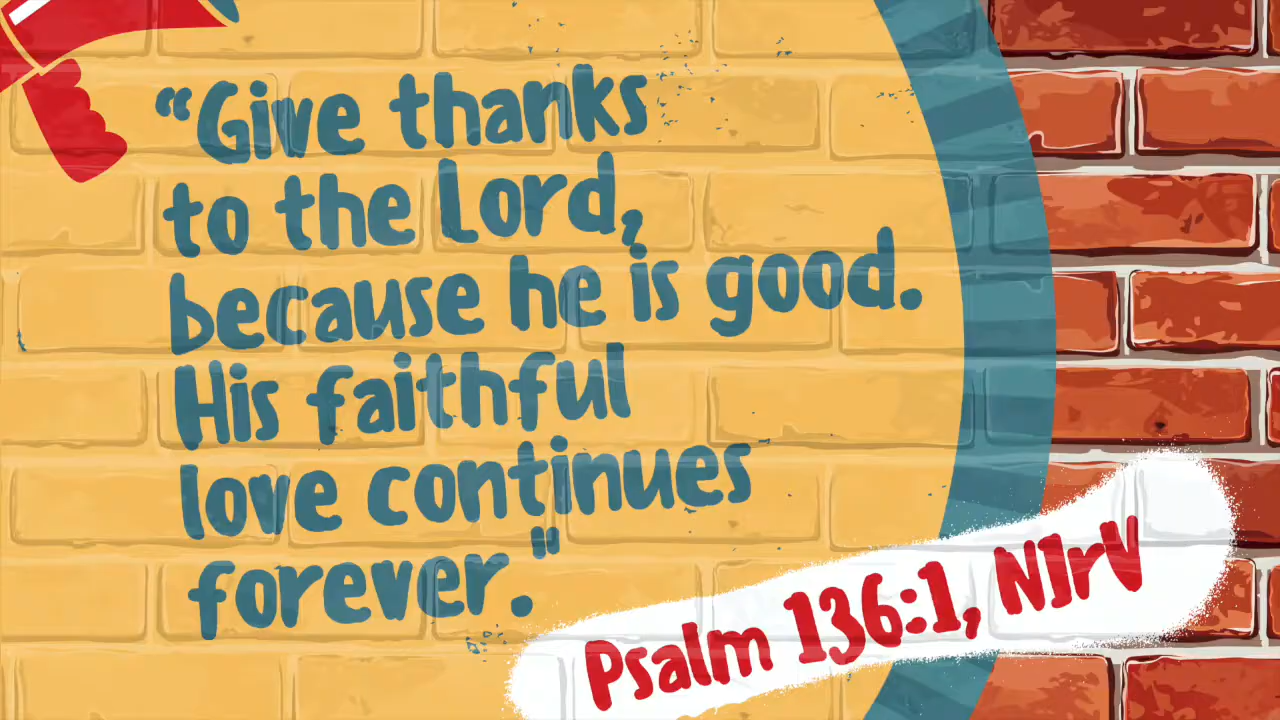 “Give thanks
to the Lord,
because he is good.
His faithful
love continues
forever."
Psalm 136:1, NIrV